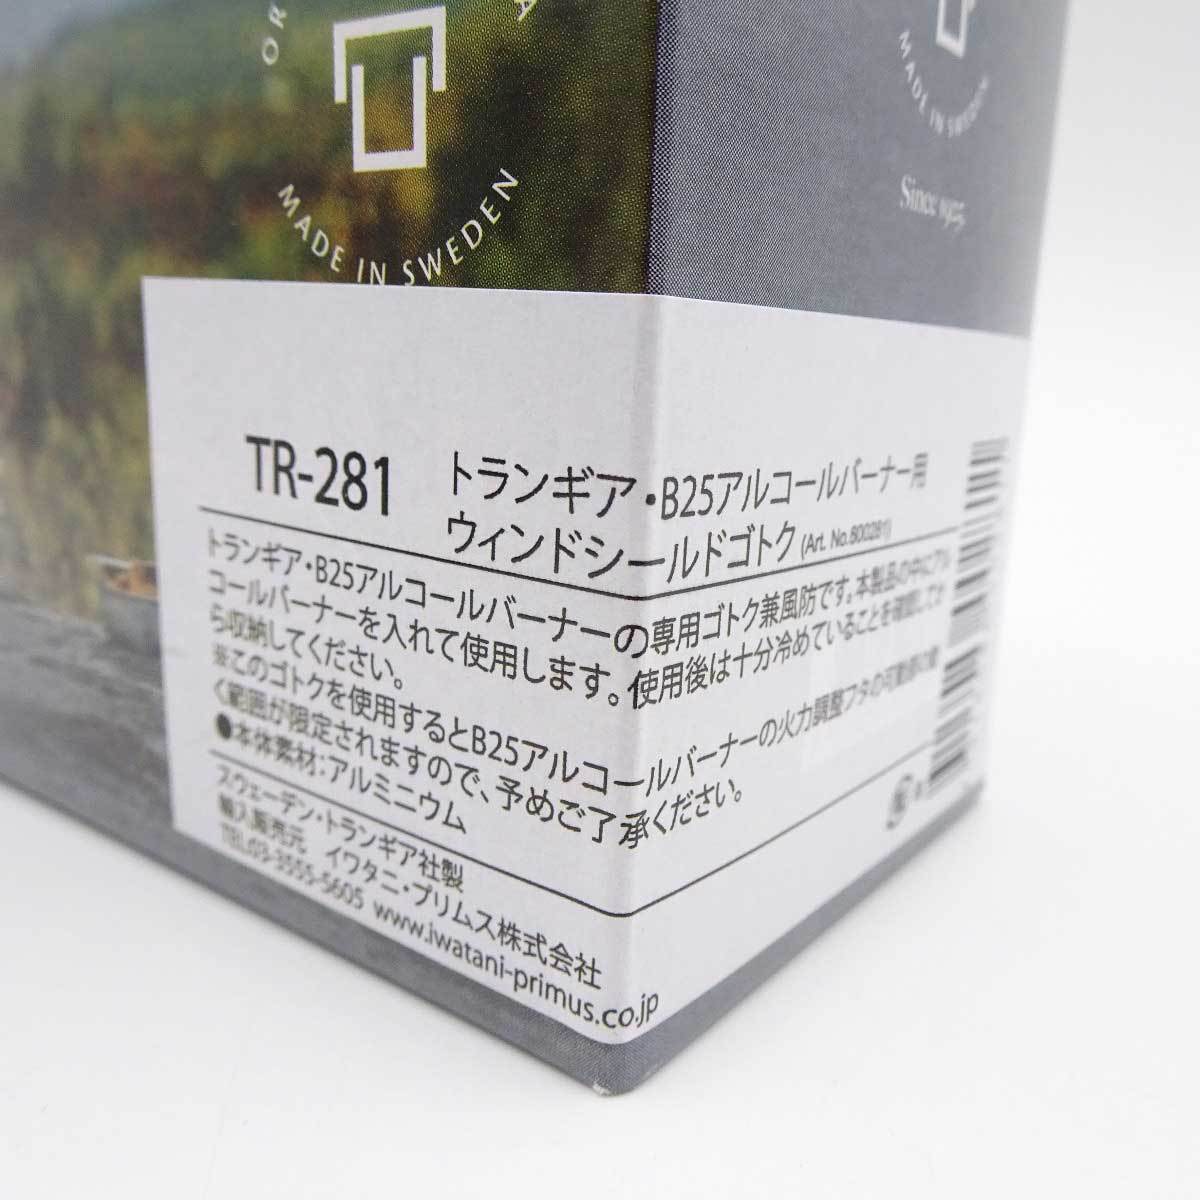 OR
MADE IN SWEDEN
MADE IN SWEDEN
Since 1925
TR-281 トランギア・B25アルコールバーナー用
ウィンドシールドゴトク (Art. No.800281)
トランギア・B25アルコールバーナーの専用ゴトク兼風防です。本製品の中にアル
コールバーナーを入れて使用します。使用後は十分冷めていることを確認してか
ら収納してください。
※このゴトクを使用するとB25アルコールバーナーの火力調整フタの可動部の動
く範囲が限定されますので、予めご了承ください。
●本体素材:アルミニウム
スウェーデン・トランギア社製
輸入販売元 イワタニ・プリムス株式会社
TEL03-3555-5605 www.iwatani-primus.co.jp